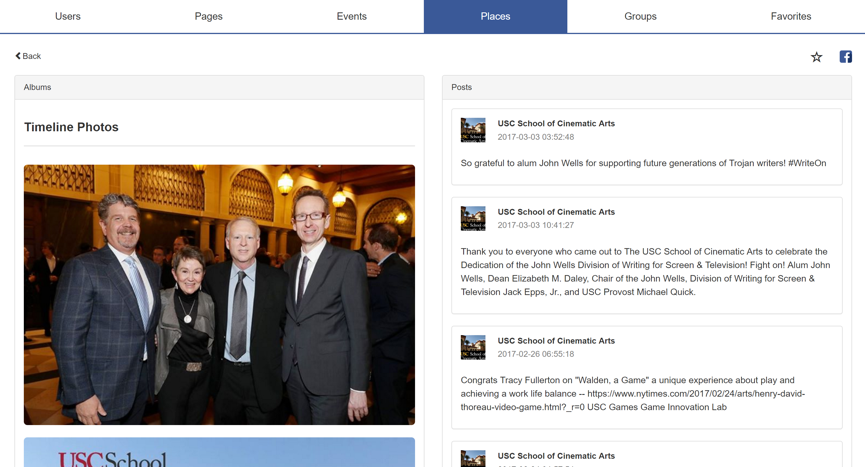 Users Pages Events Places Groups Favorites
Back
Albums
Timeline Photos
USC School
Posts
USC School of Cinematic Arts
2017-03-03 03:52:48
So grateful to alum John Wells for supporting future generations of Trojan writers! #WriteOn
USC School of Cinematic Arts
2017-03-03 10:41:27
Thank you to everyone who came out to The USC School of Cinematic Arts to celebrate the
Dedication of the John Wells Division of Writing for Screen & Television! Fight on! Alum John
Wells, Dean Elizabeth M. Daley, Chair of the John Wells, Division of Writing for Screen &
Television Jack Epps, Jr., and USC Provost Michael Quick.
USC School of Cinematic Arts
2017-02-26 06:55:18
Congrats Tracy Fullerton on "Walden, a Game" a unique experience about play and
achieving a work life balance -- https://www.nytimes.com/2017/02/24/arts/henry-david-
thoreau-video-game.html?_r=0 USC Games Game Innovation Lab
USC School of Cinematic Arts